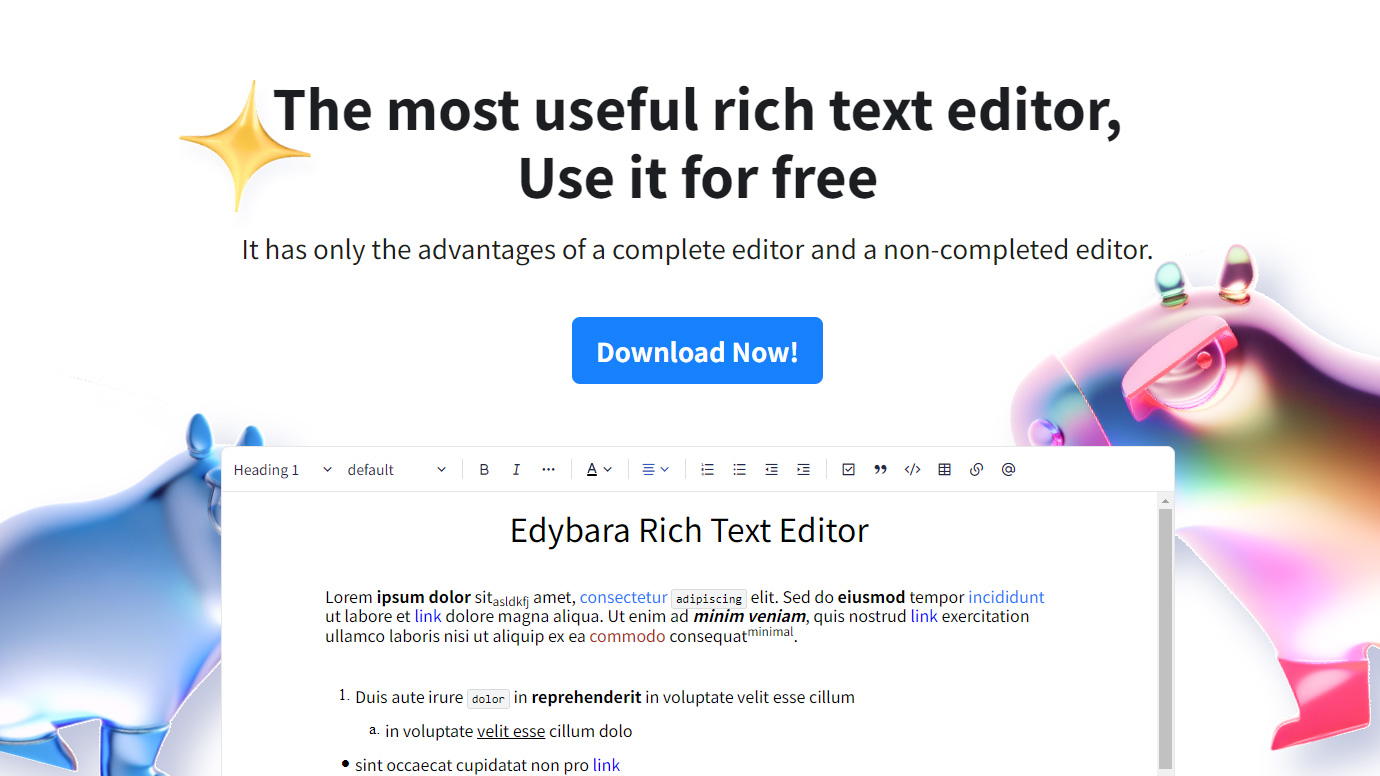 The most useful rich text editor,
Use it for free
It has only the advantages of a complete editor and a non-completed editor.
Download Now!
Heading 1 default B I ··· A @
Edybara Rich Text Editor
Lorem ipsum dolor sitasldkfj amet, consectetur adipiscing elit. Sed do eiusmod tempor incididunt
ut labore et link dolore magna aliqua. Ut enim ad minim veniam, quis nostrud link exercitation
ullamco laboris nisi ut aliquip ex ea commodo consequatminimal.
1. Duis aute irure dolor in reprehenderit in voluptate velit esse cillum
a. in voluptate velit esse cillum dolo
• sint occaecat cupidatat non pro link